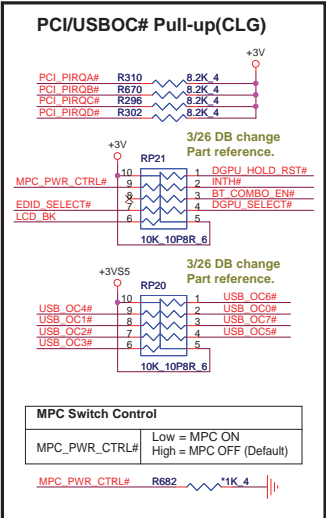 PCI/USBOC# Pull-up(CLG)
+3V
PCI_PIRQA# R310 8.2K_4
PCI_PIRQB# R670 8.2K_4
PCI_PIRQC# R296 8.2K_4
PCI_PIRQD# R302 8.2K_4
3/26 DB change
Part reference.
+3V
RP21
10 1 DGPU_HOLD_RST#
MPC_PWR_CTRL# 9 2 INTH#
8 3 BT_COMBO_EN#
EDID_SELECT# 7 4 DGPU_SELECT#
LCD_BK 6 5
10K_10P8R_6
3/26 DB change
Part reference.
+3VS5
RP20
10 1 USB_OC6#
USB_OC4# 9 2 USB_OC0#
USB_OC1# 8 3 USB_OC7#
USB_OC2# 7 4 USB_OC5#
USB_OC3# 6 5
10K_10P8R_6
MPC Switch Control
MPC_PWR_CTRL# Low = MPC ON
High = MPC OFF (Default)
MPC_PWR_CTRL# R682 *1K_4